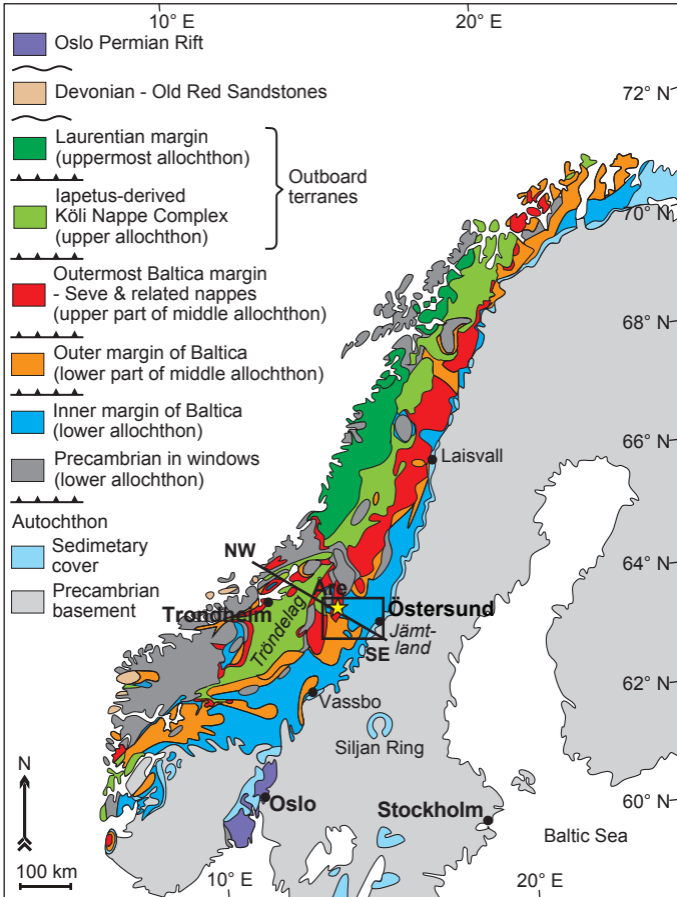 10° E
20° E
Oslo Permian Rift
Devonian - Old Red Sandstones
Laurentian margin
(uppermost allochthon)
Outboard
terranes
Iapetus-derived
Köli Nappe Complex
(upper allochthon)
Outermost Baltica margin
- Seve & related nappes
(upper part of middle allochthon)
Outer margin of Baltica
(lower part of middle allochthon)
Inner margin of Baltica
(lower allochthon)
Precambrian in windows
(lower allochthon)
Autochthon
Sedimetary
cover
Precambrian
basement
72° N
70° N
68° N
66° N
Laisvall
64° N
NW
Åre
Trondheim
Tröndelag
Östersund
Jämt-
land
SE
62° N
Vassbo
Siljan Ring
N
60° N
Oslo
Stockholm
Baltic Sea
100 km
10° E
20° E